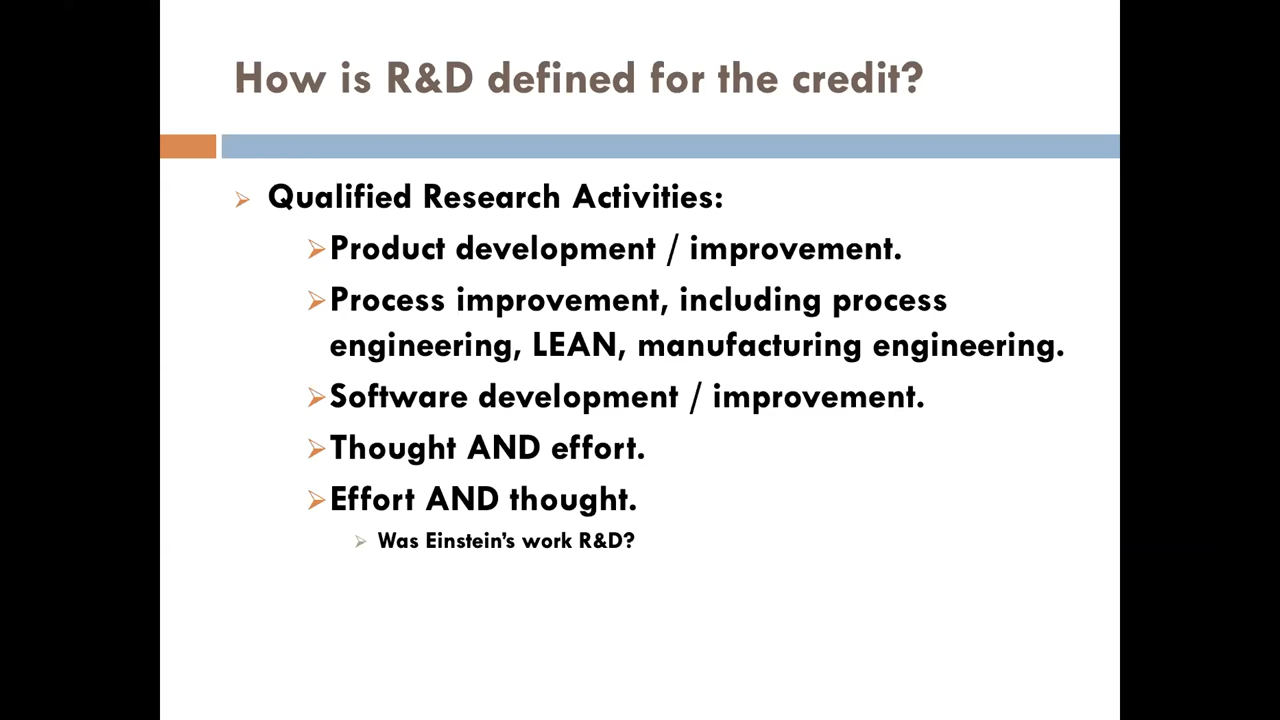 How is R&D defined for the credit?
Qualified Research Activities:
Product development / improvement.
Process improvement, including process
engineering, LEAN, manufacturing engineering.
Software development / improvement.
Thought AND effort.
Effort AND thought.
Was Einstein’s work R&D?